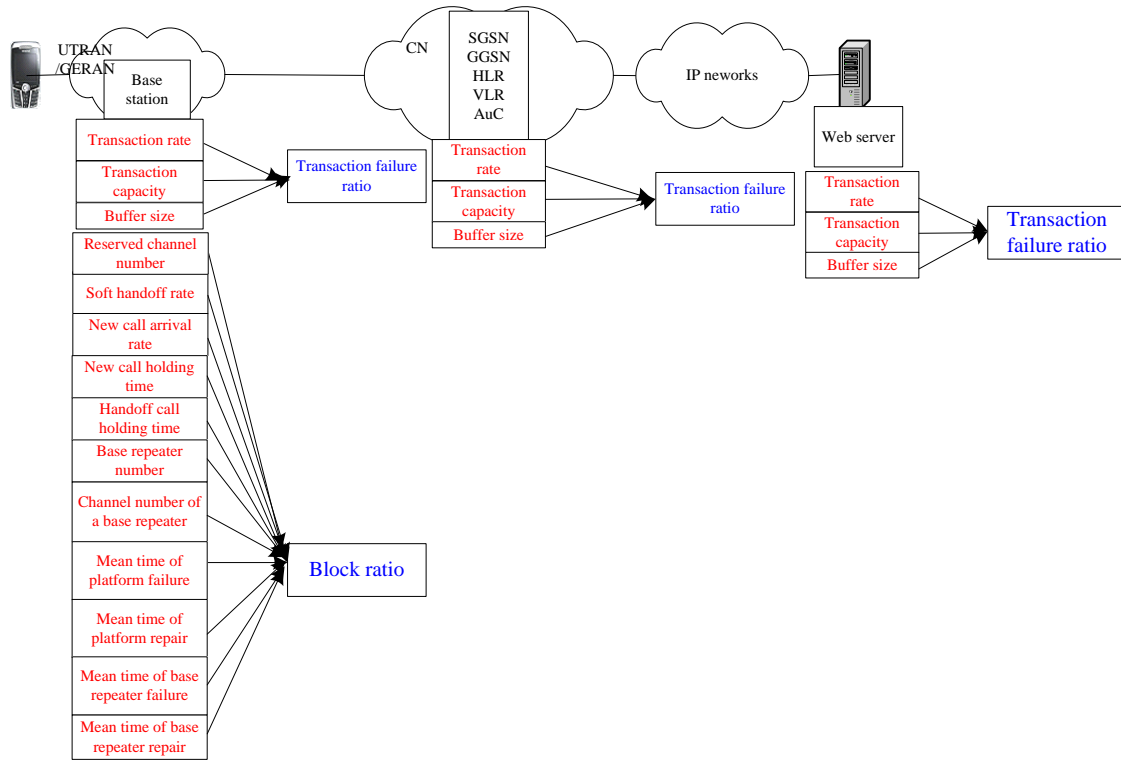 UTRAN
/GERAN
Base
station
CN
SGSN
GGSN
HLR
VLR
AuC
IP neworks
Web server
Transaction rate
Transaction
capacity
Buffer size
Transaction failure
ratio
Transaction
rate
Transaction
capacity
Buffer size
Transaction failure
ratio
Transaction
rate
Transaction
capacity
Buffer size
Transaction
failure ratio
Reserved channel
number
Soft handoff rate
New call arrival
rate
New call holding
time
Handoff call
holding time
Base repeater
number
Channel number of
a base repeater
Mean time of
platform failure
Mean time of
platform repair
Mean time of base
repeater failure
Mean time of base
repeater repair
Block ratio